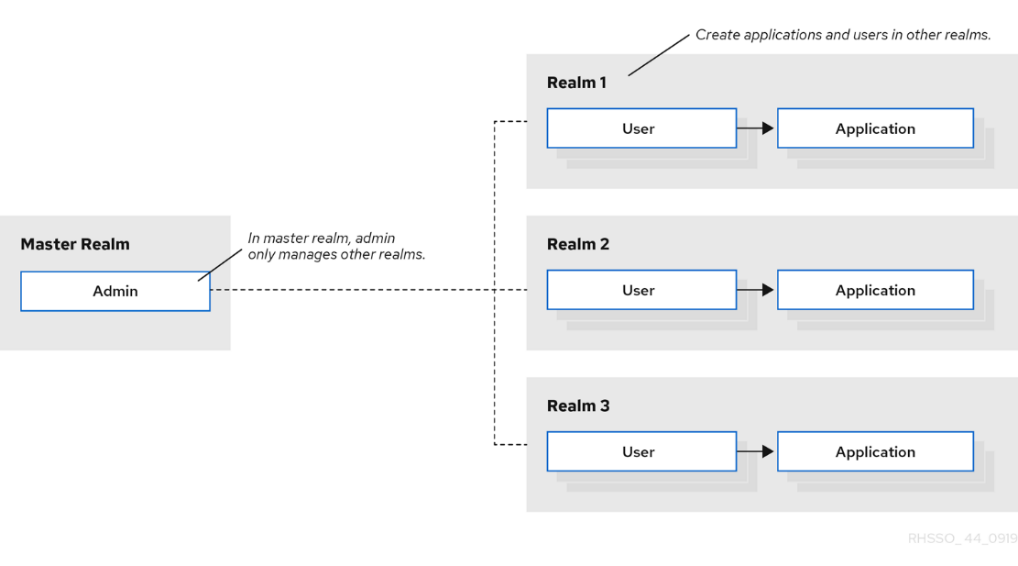 Create applications and users in other realms.
Realm 1
User
Application
Master Realm
In master realm, admin
only manages other realms.
Admin
Realm 2
User
Application
Realm 3
User
Application
RHSSO_44_0919